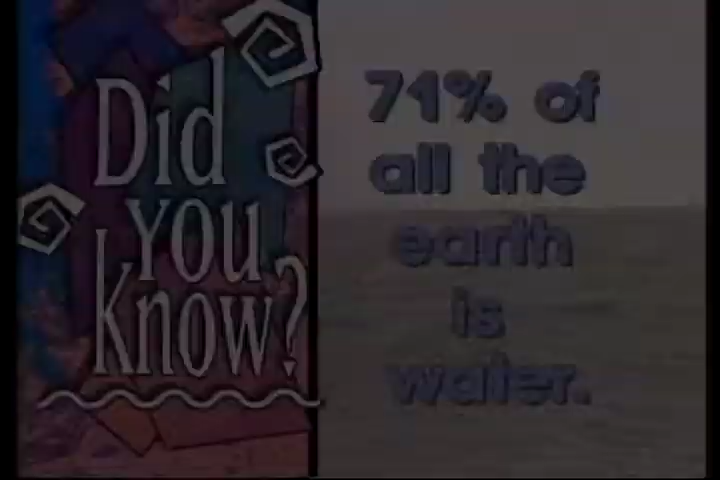 Did
you
know?
71% of
all the
earth
is
water.